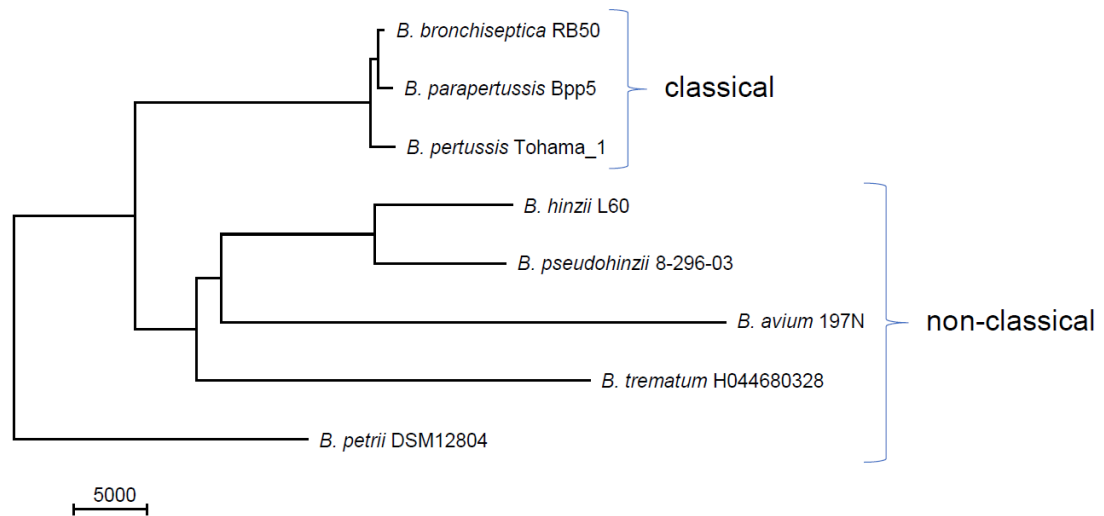 B. bronchiseptica RB50
B. parapertussis Bpp5
classical
B. pertussis Tohama_1
B. hinzii L60
B. pseudohinzii 8-296-03
B. avium 197N
non-classical
B. trematum H044680328
B. petrii DSM12804
5000